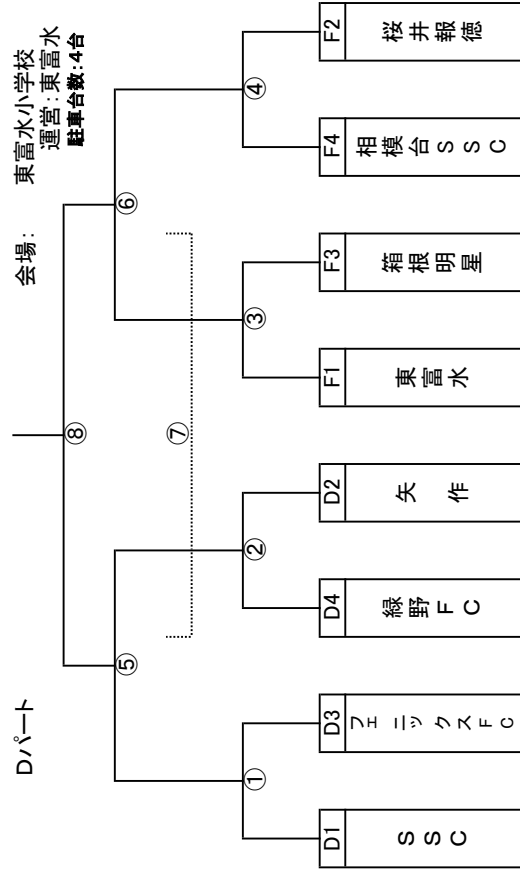 Dパート
会場:
東富水小学校
運営:東富水
駐車台数:4台
⑧
⑤
⑥
⑦
①
②
③
④
D1
D3
D4
D2
F1
F3
F4
F2
SSC
フェニックスFC
緑野FC
矢作
東富水
箱根明星
相模台SSC
桜井報徳